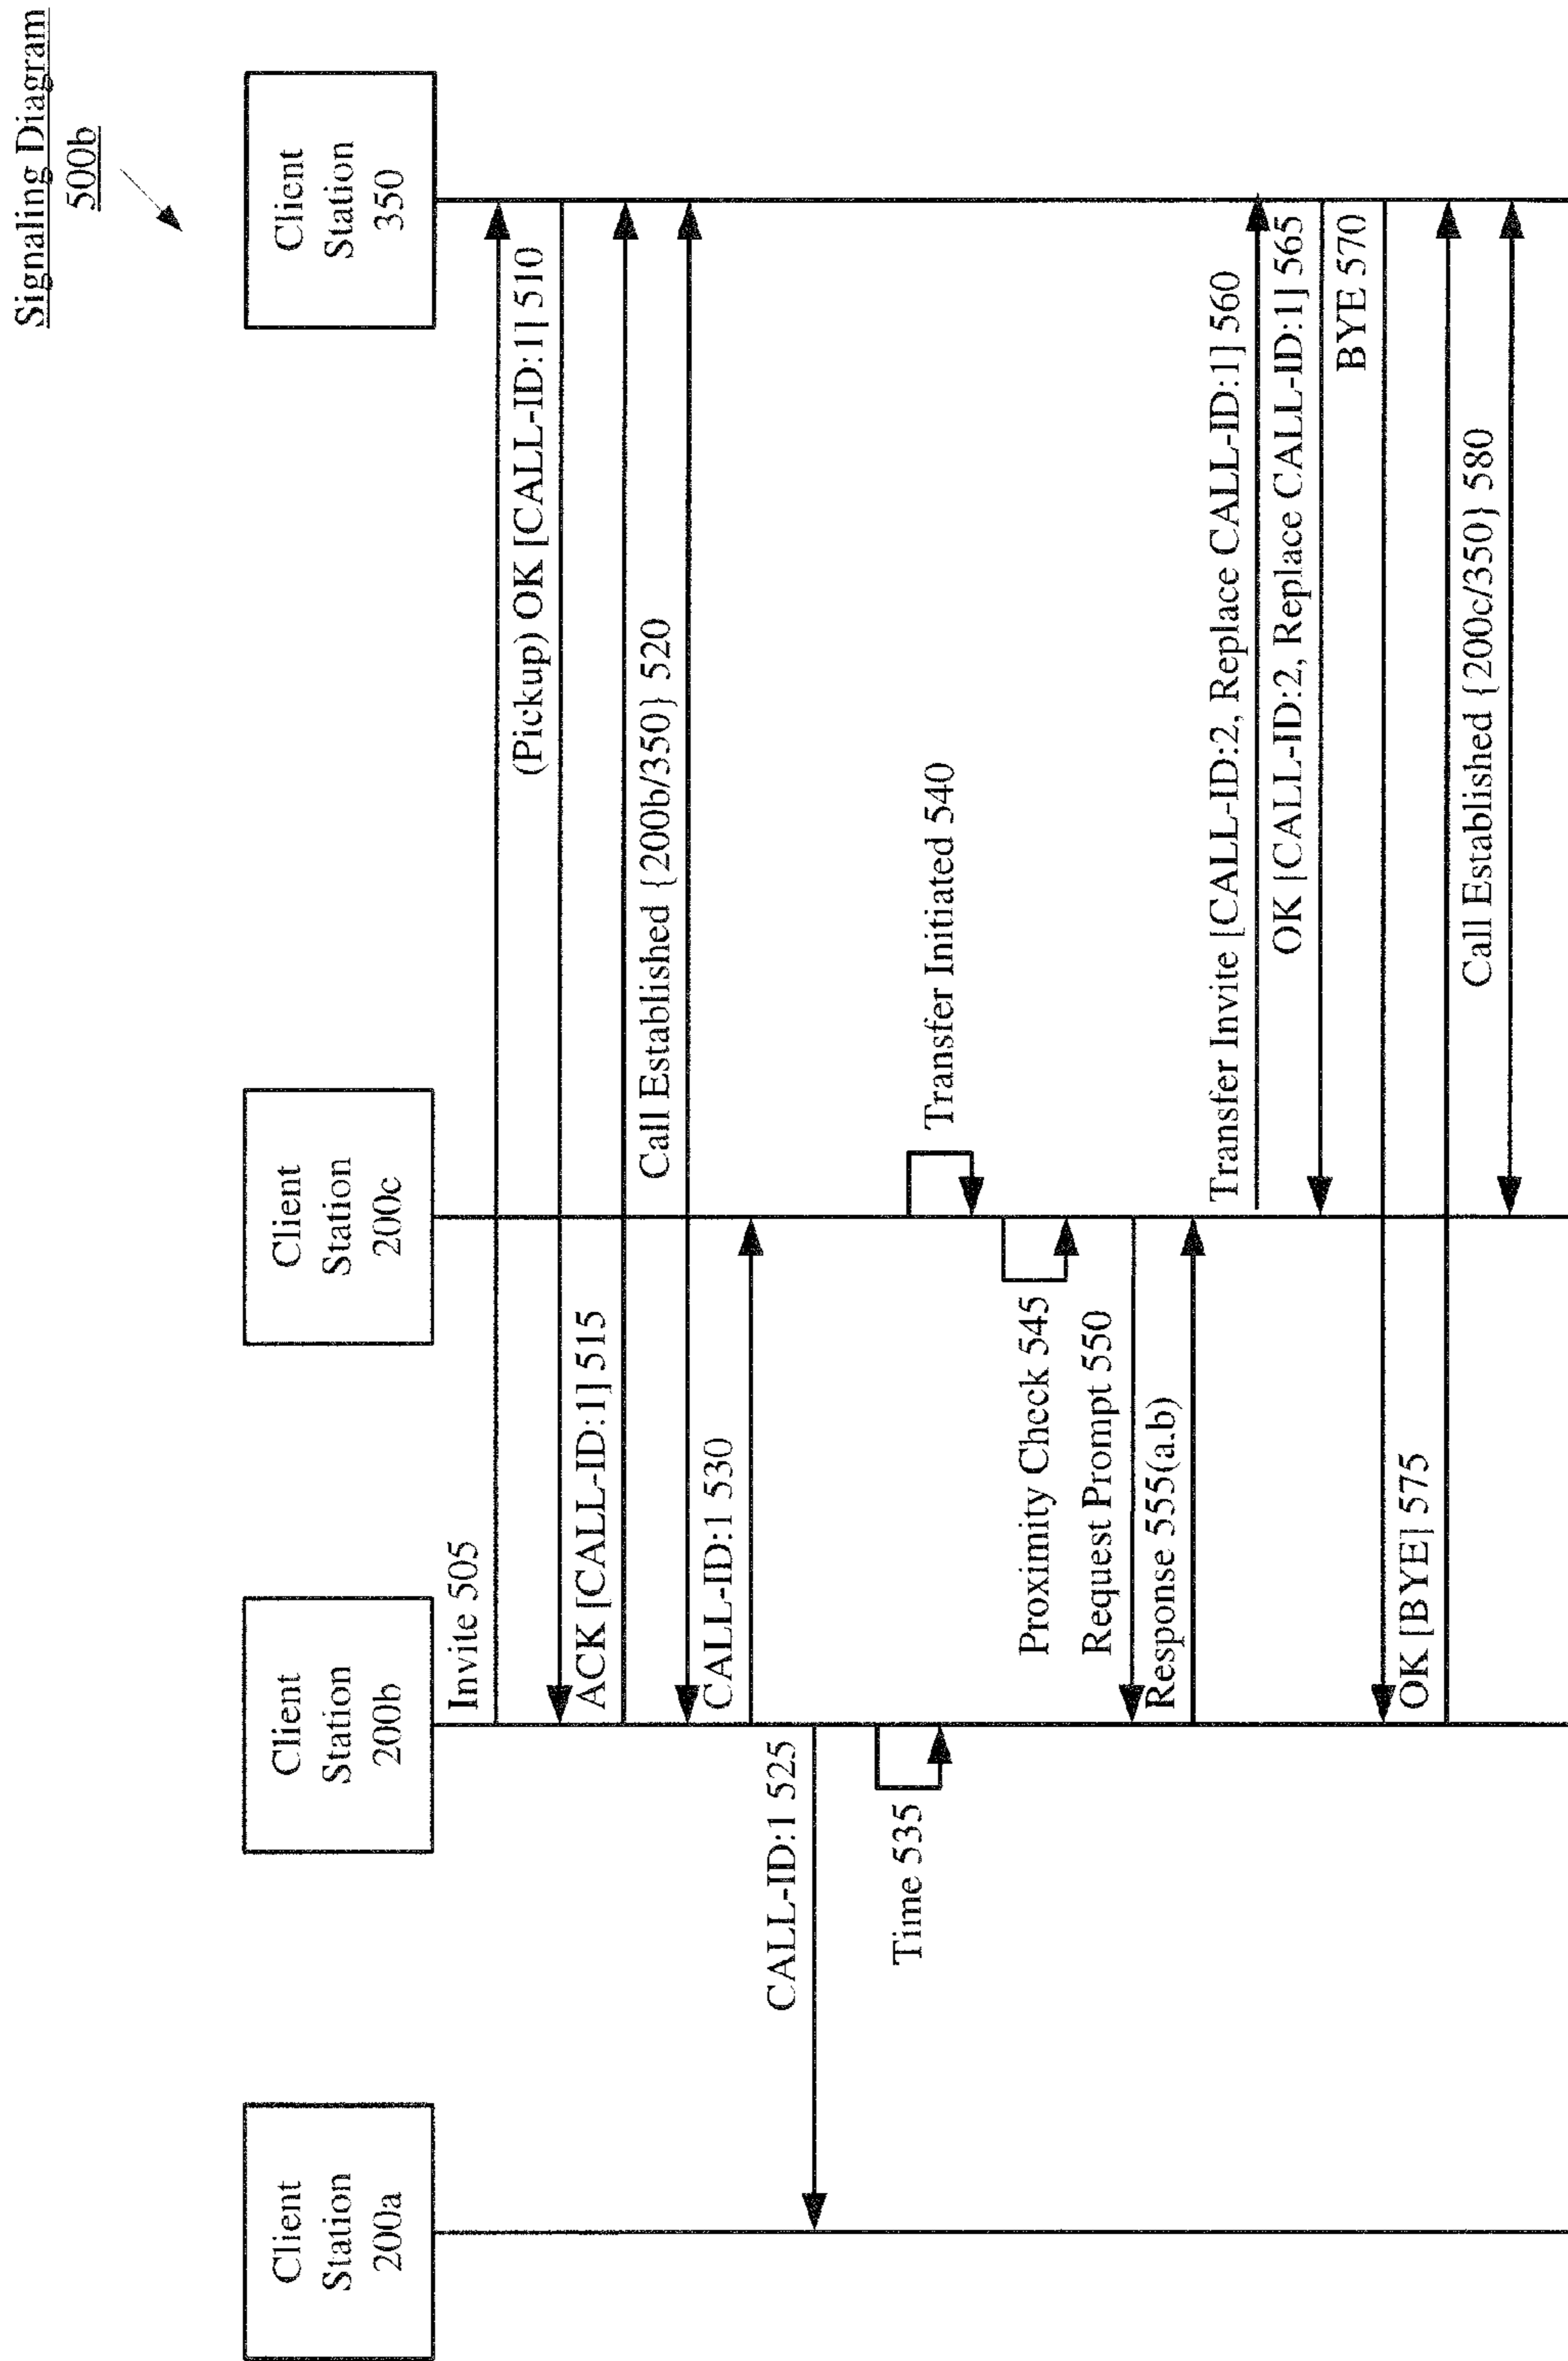 Signaling Diagram
500b
Client
Station
200a
Client
Station
200b
Client
Station
200c
Client
Station
350
Invite 505
(Pickup) OK [CALL-ID:1] 510
ACK [CALL-ID:1] 515
Call Established {200b/350} 520
CALL-ID:1 530
CALL-ID:1 525
Time 535
Transfer Initiated 540
Proximity Check 545
Request Prompt 550
Response 555(a.b)
Transfer Invite [CALL-ID:2, Replace CALL-ID:1] 560
OK [CALL-ID:2, Replace CALL-ID:1] 565
BYE 570
OK [BYE] 575
Call Established {200c/350} 580